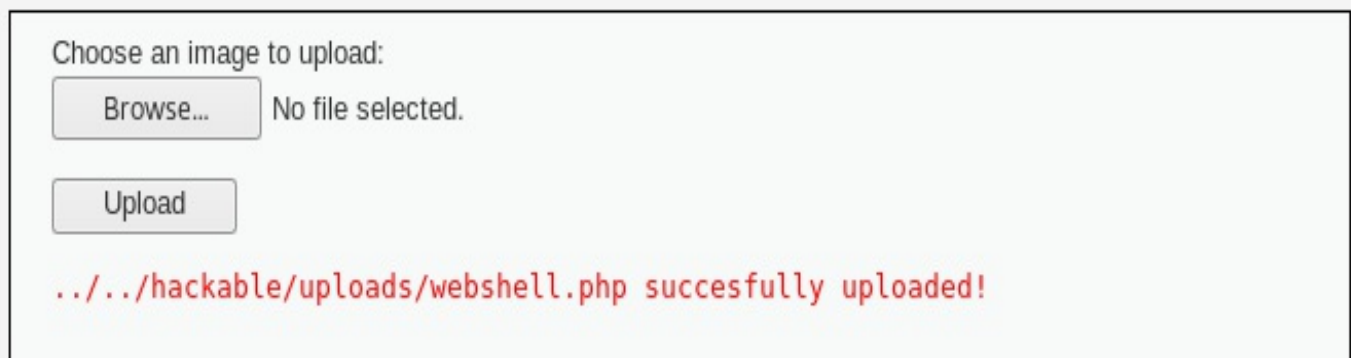 Choose an image to upload:
Browse... No file selected.
Upload
../../hackable/uploads/webshell.php succesfully uploaded!